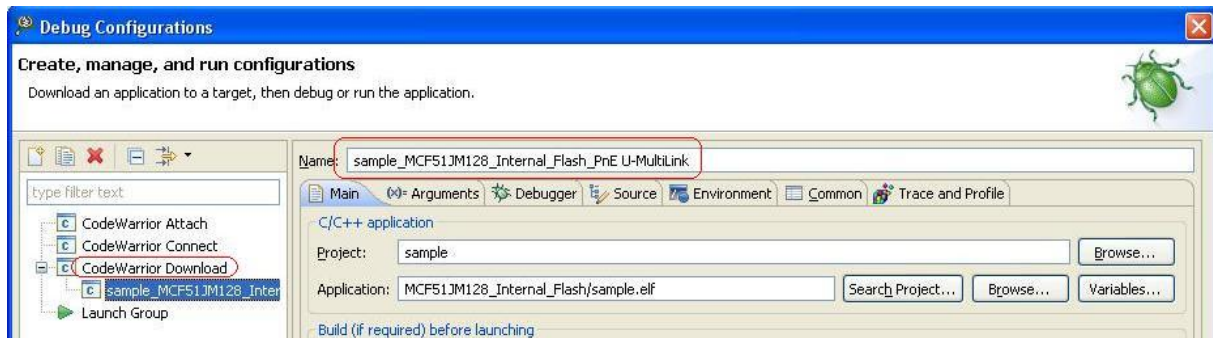 Debug Configurations
Create, manage, and run configurations
Download an application to a target, then debug or run the application.
type filter text
CodeWarrior Attach
CodeWarrior Connect
CodeWarrior Download
sample_MCF51JM128_Inter
Launch Group
Name: sample_MCF51JM128_Internal_Flash_PnE U-MultiLink
Main (x)= Arguments Debugger Source Environment Common Trace and Profile
C/C++ application
Project: sample Browse...
Application: MCF51JM128_Internal_Flash/sample.elf Search Project... Browse... Variables...
Build (if required) before launching